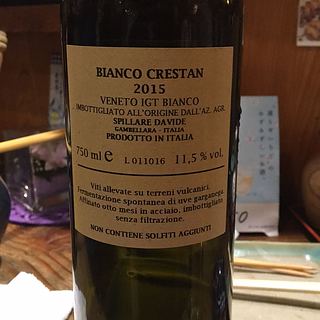 BIANCO CRESTAN
2015
VENETO IGT BIANCO
IMBOTTIGLIATO ALL'ORIGINE DALL'AZ. AGR.
SPILLARE DAVIDE
GAMBELLARA - ITALIA
PRODOTTO IN ITALIA
750 ml e L 011016 11,5 % vol.
Viti allevate su terreni vulcanici.
Fermentazione spontanea di uve garganega.
Affinato otto mesi in acciaio, imbottigliato
senza filtrazione.
NON CONTIENE SOLFITI AGGIUNTI